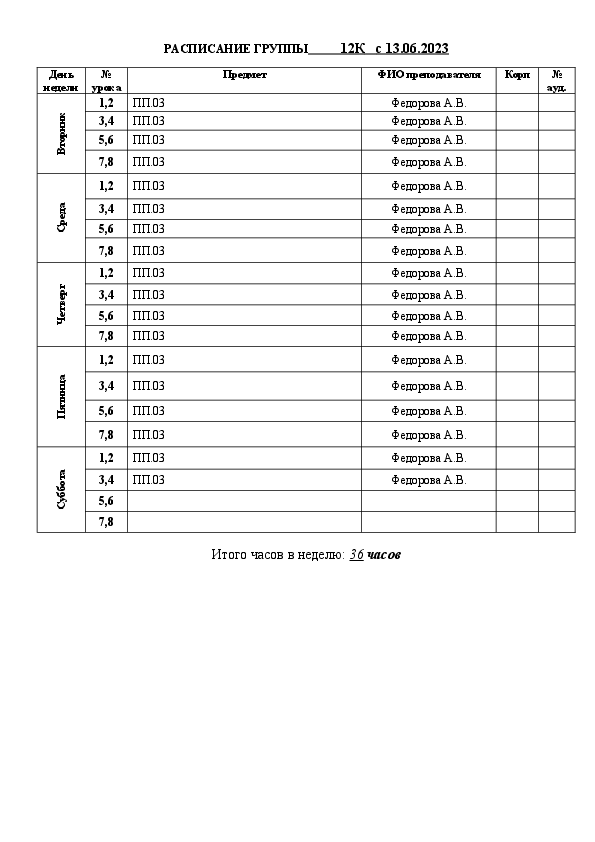 РАСПИСАНИЕ ГРУППЫ 12К с 13.06.2023
День недели № урока Предмет ФИО преподавателя Корп № ауд.
Вторник
1,2 ПП.03 Федорова А.В.
3,4 ПП.03 Федорова А.В.
5,6 ПП.03 Федорова А.В.
7,8 ПП.03 Федорова А.В.
Среда
1,2 ПП.03 Федорова А.В.
3,4 ПП.03 Федорова А.В.
5,6 ПП.03 Федорова А.В.
7,8 ПП.03 Федорова А.В.
Четверг
1,2 ПП.03 Федорова А.В.
3,4 ПП.03 Федорова А.В.
5,6 ПП.03 Федорова А.В.
7,8 ПП.03 Федорова А.В.
Пятница
1,2 ПП.03 Федорова А.В.
3,4 ПП.03 Федорова А.В.
5,6 ПП.03 Федорова А.В.
7,8 ПП.03 Федорова А.В.
Суббота
1,2 ПП.03 Федорова А.В.
3,4 ПП.03 Федорова А.В.
5,6
7,8
Итого часов в неделю: 36 часов